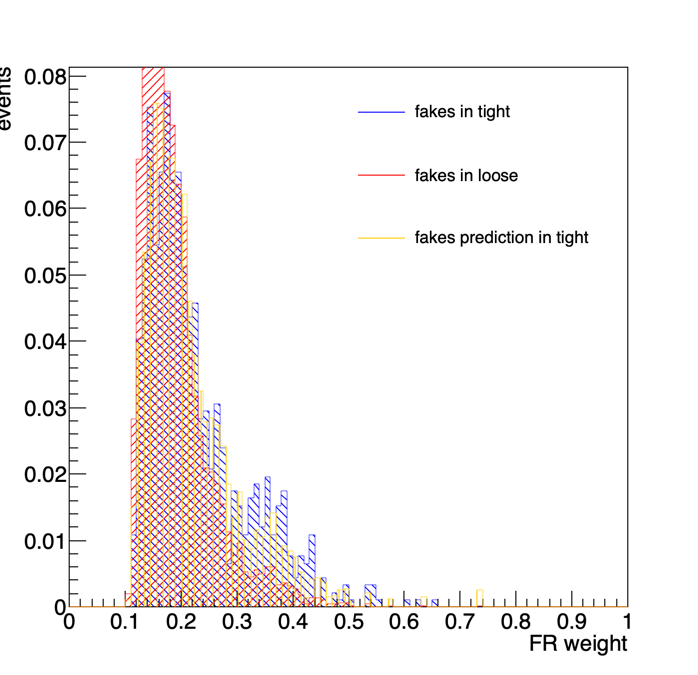 events
0.08
0.07
0.06
0.05
0.04
0.03
0.02
0.01
0
fakes in tight
fakes in loose
fakes prediction in tight
0 0.1 0.2 0.3 0.4 0.5 0.6 0.7 0.8 0.9 1
FR weight